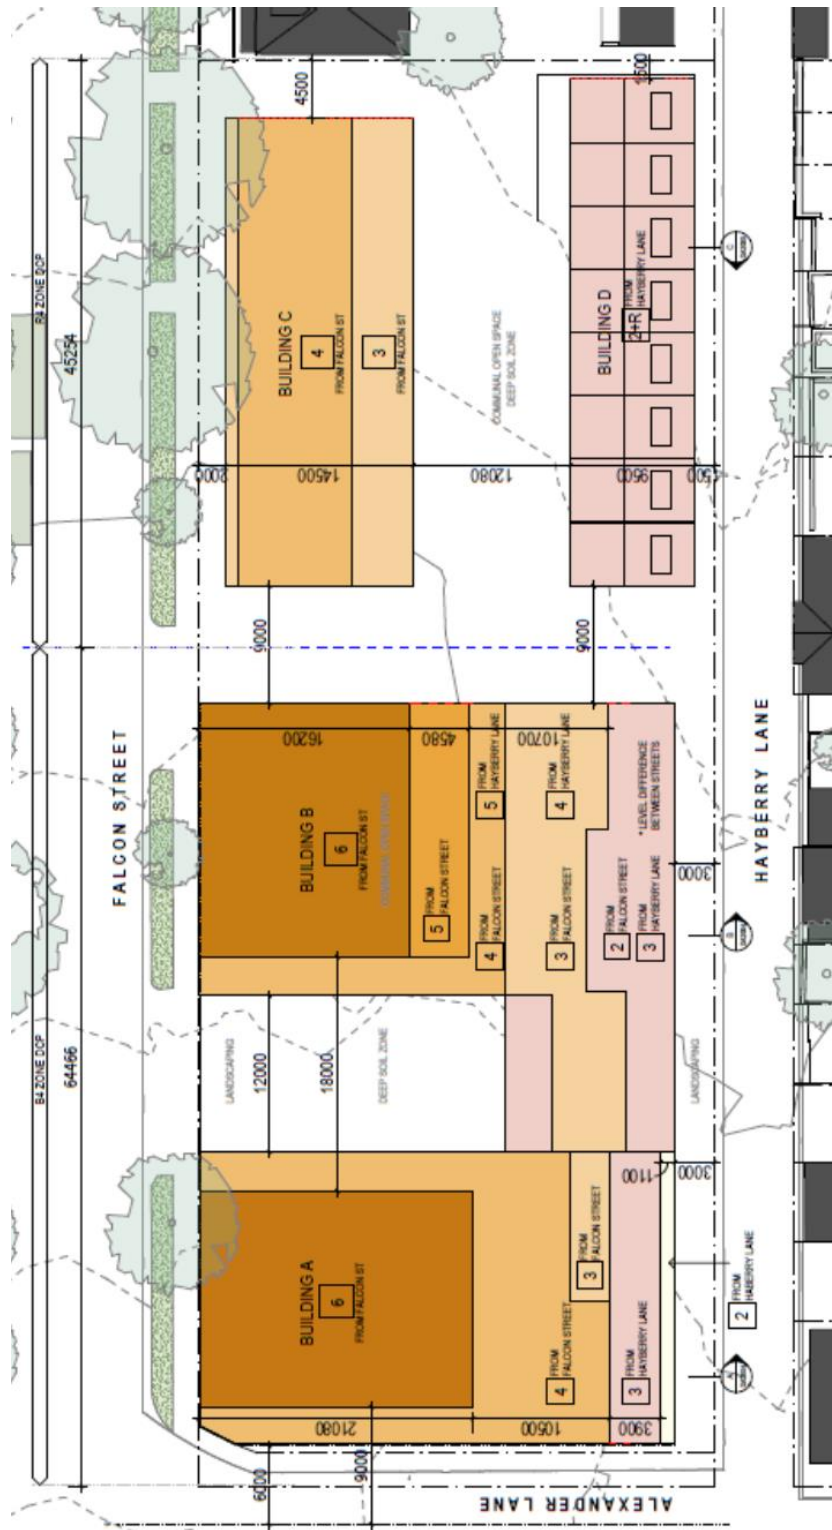 R4 ZONE DCP
45254
B4 ZONE DCP
64466
FALCON STREET
HAYBERRY LANE
ALEXANDER LANE
4500
1500
BUILDING C
4
FROM FALCON ST
3
FROM FALCON ST
COMMUNAL OPEN SPACE
DEEP SOIL ZONE
BUILDING D
2+R
FROM
HAYBERRY LANE
14500
12080
9500
9000
9000
16200
4580
10700
BUILDING B
6
FROM FALCON ST
5
FROM
FALCON STREET
5
FROM
HAYBERRY LANE
4
FROM
FALCON STREET
4
FROM
HAYBERRY LANE
3
FROM
FALCON STREET
* LEVEL DIFFERENCE
BETWEEN STREETS
2
FROM
FALCON STREET
3
FROM
HAYBERRY LANE
3000
LANDSCAPING
12000
18000
DEEP SOIL ZONE
LANDSCAPING
1100
3000
BUILDING A
6
FROM FALCON ST
3
FROM
FALCON STREET
4
FROM
FALCON STREET
3
FROM
HAYBERRY LANE
2
FROM
HABERRY LANE
21080
10500
3900
6000
9000